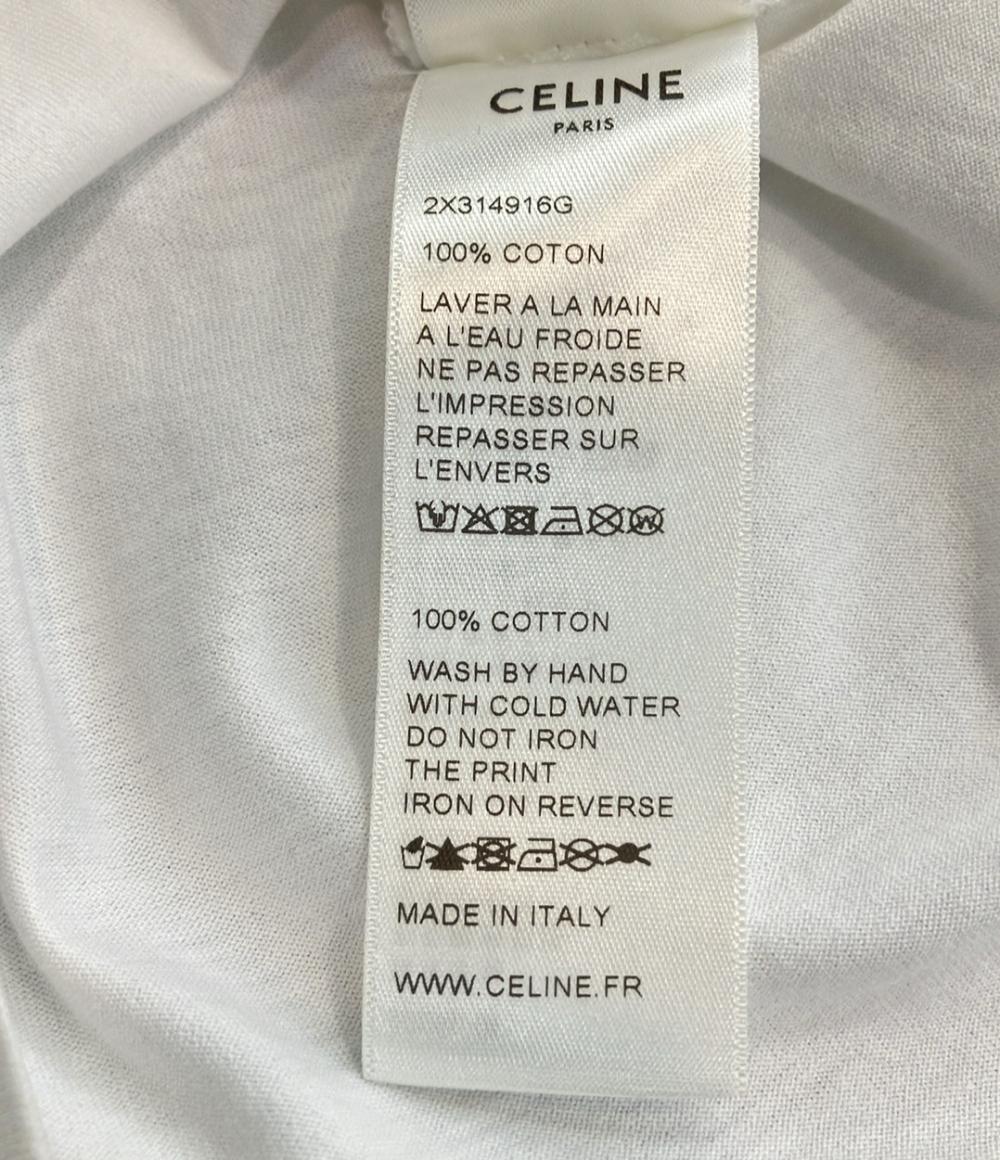 CELINE
PARIS
2X314916G
100% COTON
LAVER A LA MAIN
A L'EAU FROIDE
NE PAS REPASSER
L'IMPRESSION
REPASSER SUR
L'ENVERS
100% COTTON
WASH BY HAND
WITH COLD WATER
DO NOT IRON
THE PRINT
IRON ON REVERSE
MADE IN ITALY
WWW.CELINE.FR